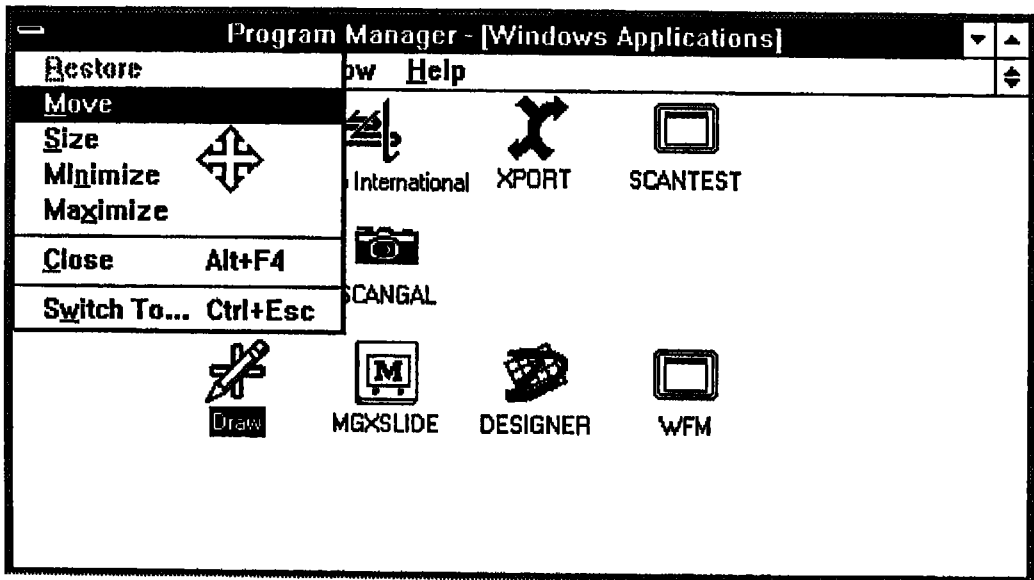 Program Manager - [Windows Applications]
Restore
ow Help
Move
Size
Minimize
International XPORT SCANTEST
Maximize
Close Alt+F4
SCANGAL
Switch To... Ctrl+Esc
M
Draw MGXSLIDE DESIGNER WFM